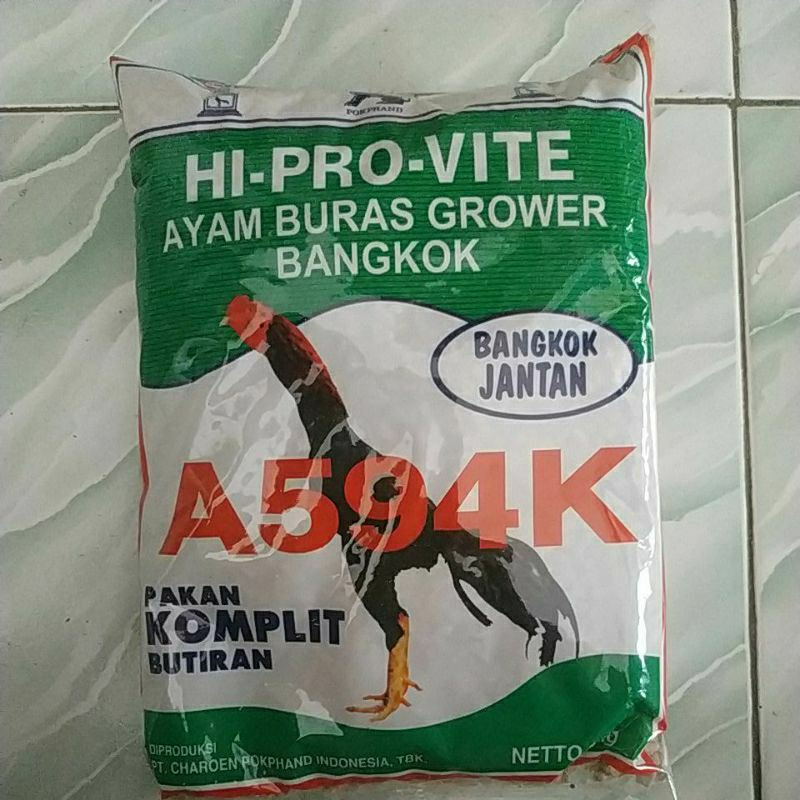 POKPHAND
HI-PRO-VITE
AYAM BURAS GROWER
BANGKOK
BANGKOK
JANTAN
A594K
PAKAN
KOMPLIT
BUTIRAN
DIPRODUKSI
PT. CHAROEN POKPHAND INDONESIA, TBK.
NETTO